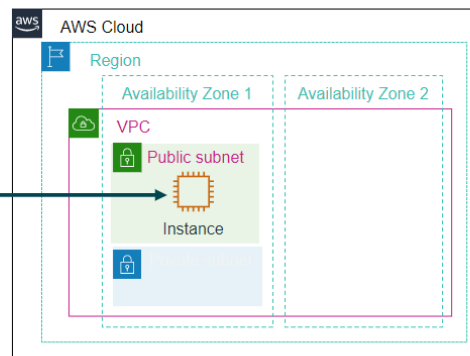 aws
AWS Cloud
Region
Availability Zone 1
Availability Zone 2
VPC
Public subnet
Instance